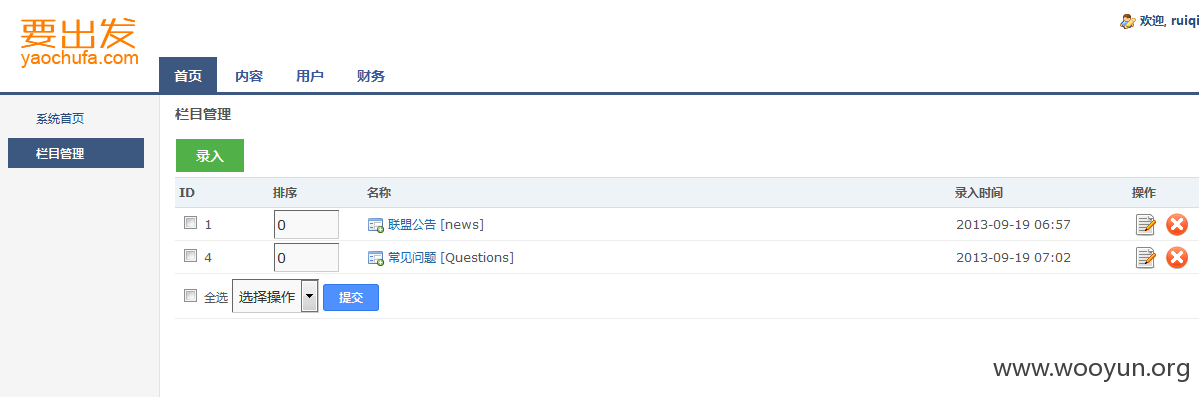 欢迎, ruiqi
要出发
yaochufa.com
首页 内容 用户 财务
系统首页
栏目管理
栏目管理
录入
ID 排序 名称 录入时间 操作
1 0 联盟公告 [news] 2013-09-19 06:57
4 0 常见问题 [Questions] 2013-09-19 07:02
全选 选择操作 提交
www.wooyun.org